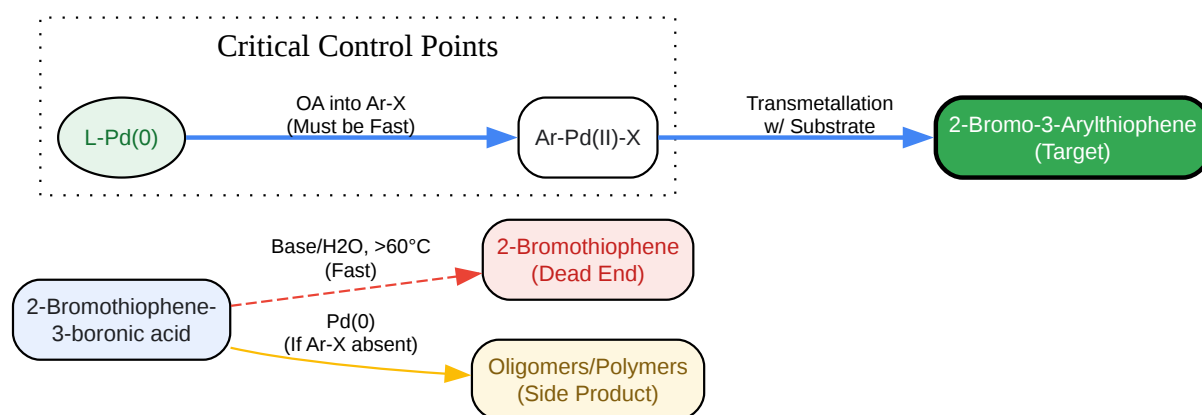 Critical Control Points
L-Pd(0)
OA into Ar-X
(Must be Fast)
Ar-Pd(II)-X
Transmetallation
w/ Substrate
2-Bromo-3-Arylthiophene
(Target)
2-Bromothiophene-
3-boronic acid
Base/H2O, >60°C
(Fast)
2-Bromothiophene
(Dead End)
Pd(0)
(If Ar-X absent)
Oligomers/Polymers
(Side Product)